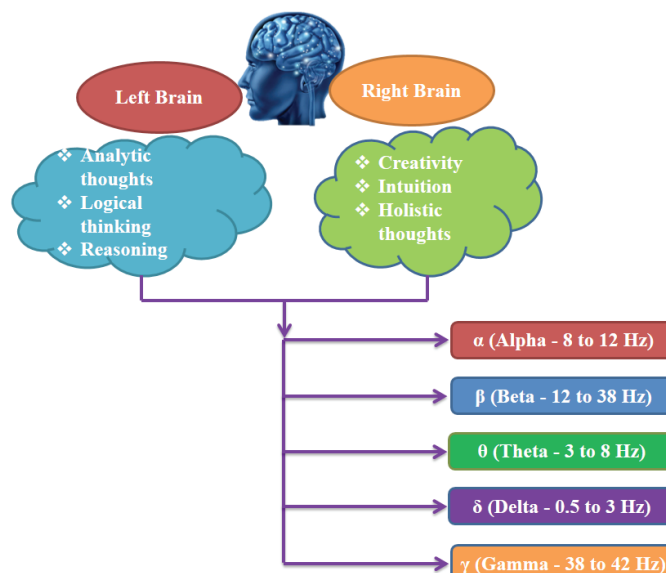 Left Brain
Right Brain
❖ Analytic
thoughts
❖ Logical
thinking
❖ Reasoning
❖ Creativity
❖ Intuition
❖ Holistic
thoughts
α (Alpha - 8 to 12 Hz)
β (Beta - 12 to 38 Hz)
θ (Theta - 3 to 8 Hz)
δ (Delta - 0.5 to 3 Hz)
γ (Gamma - 38 to 42 Hz)